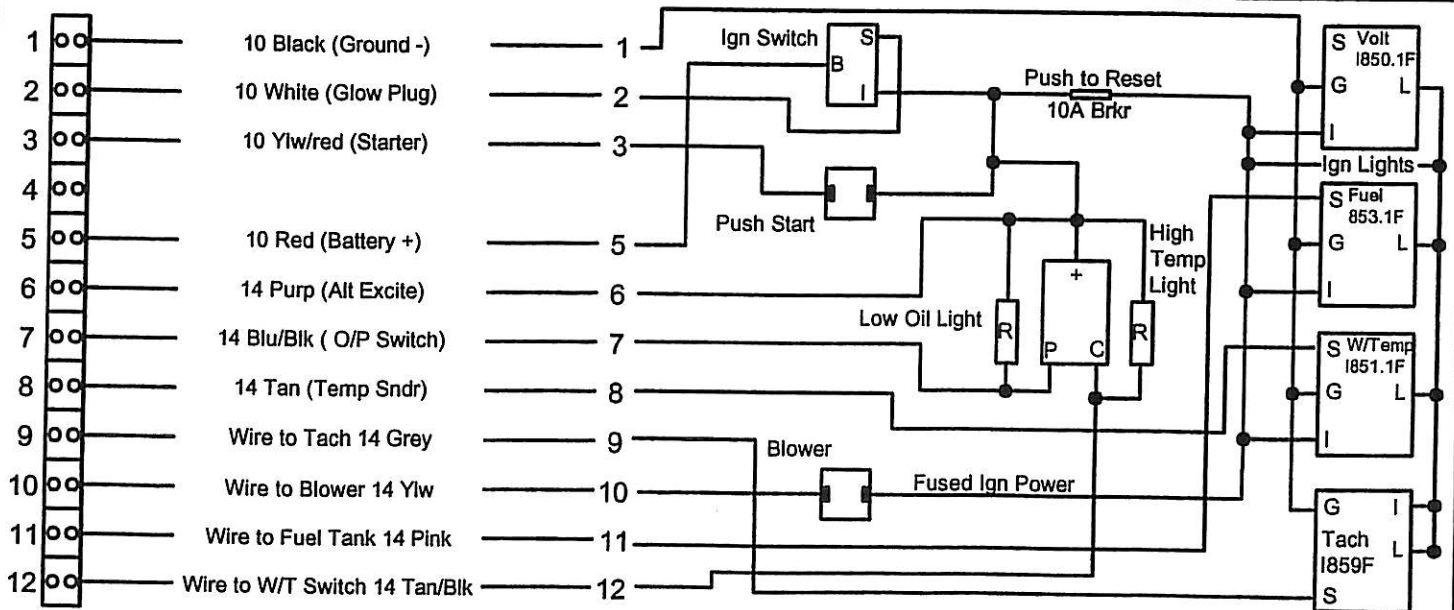 1 10 Black (Ground -) 1
2 10 White (Glow Plug) 2
3 10 Ylw/red (Starter) 3
4
5 10 Red (Battery +) 5
6 14 Purp (Alt Excite) 6
7 14 Blu/Blk ( O/P Switch) 7
8 14 Tan (Temp Sndr) 8
9 Wire to Tach 14 Grey 9
10 Wire to Blower 14 Ylw 10
11 Wire to Fuel Tank 14 Pink 11
12 Wire to W/T Switch 14 Tan/Blk 12
Ign Switch
S
B
I
Push to Reset
10A Brkr
Push Start
Low Oil Light
R
+
P C
R
High
Temp
Light
Blower
Fused Ign Power
S Volt
I850.1F
G L
I
Ign Lights
S Fuel
853.1F
G L
I
S W/Temp
I851.1F
G L
I
G I
Tach L
I859F
S